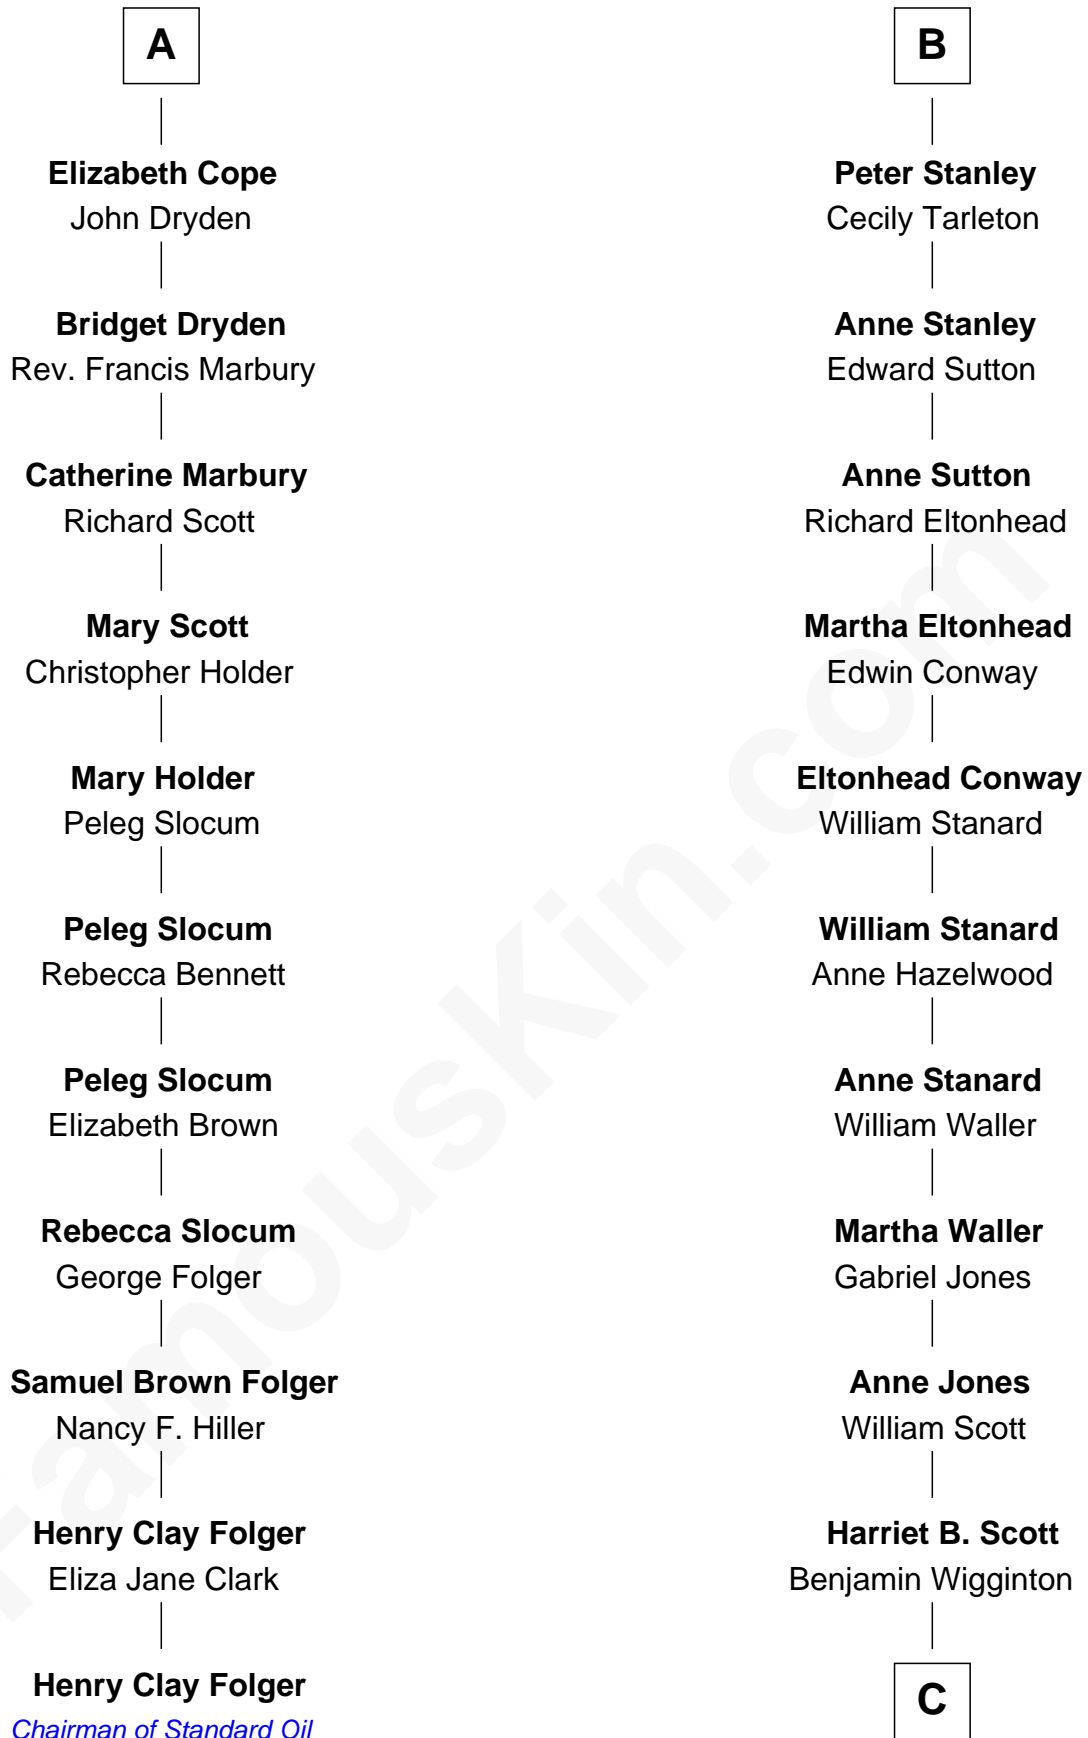 A
Elizabeth Cope
John Dryden
Bridget Dryden
Rev. Francis Marbury
Catherine Marbury
Richard Scott
Mary Scott
Christopher Holder
Mary Holder
Peleg Slocum
Peleg Slocum
Rebecca Bennett
Peleg Slocum
Elizabeth Brown
Rebecca Slocum
George Folger
Samuel Brown Folger
Nancy F. Hiller
Henry Clay Folger
Eliza Jane Clark
Henry Clay Folger
Chairman of Standard Oil
B
Peter Stanley
Cecily Tarleton
Anne Stanley
Edward Sutton
Anne Sutton
Richard Eltonhead
Martha Eltonhead
Edwin Conway
Eltonhead Conway
William Stanard
William Stanard
Anne Hazelwood
Anne Stanard
William Waller
Martha Waller
Gabriel Jones
Anne Jones
William Scott
Harriet B. Scott
Benjamin Wigginton
C
FamousKin.com